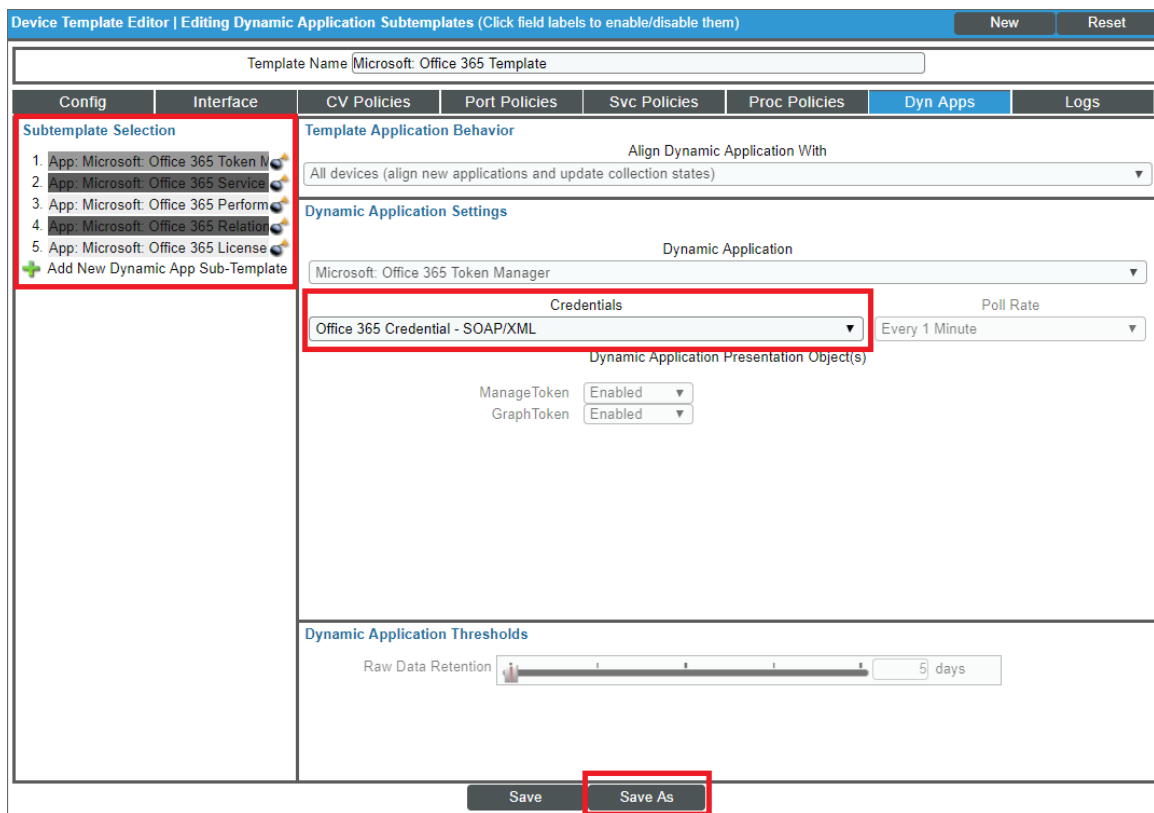 Device Template Editor | Editing Dynamic Application Subtemplates (Click field labels to enable/disable them) New Reset
Template Name Microsoft: Office 365 Template
Config Interface CV Policies Port Policies Svc Policies Proc Policies Dyn Apps Logs
Subtemplate Selection
1. App: Microsoft: Office 365 Token M
2. App: Microsoft: Office 365 Service
3. App: Microsoft: Office 365 Perform
4. App: Microsoft: Office 365 Relation
5. App: Microsoft: Office 365 License
Add New Dynamic App Sub-Template
Template Application Behavior
Align Dynamic Application With
All devices (align new applications and update collection states)
Dynamic Application Settings
Dynamic Application
Microsoft: Office 365 Token Manager
Credentials Poll Rate
Office 365 Credential - SOAP/XML Every 1 Minute
Dynamic Application Presentation Object(s)
ManageToken Enabled
GraphToken Enabled
Dynamic Application Thresholds
Raw Data Retention 5 days
Save Save As